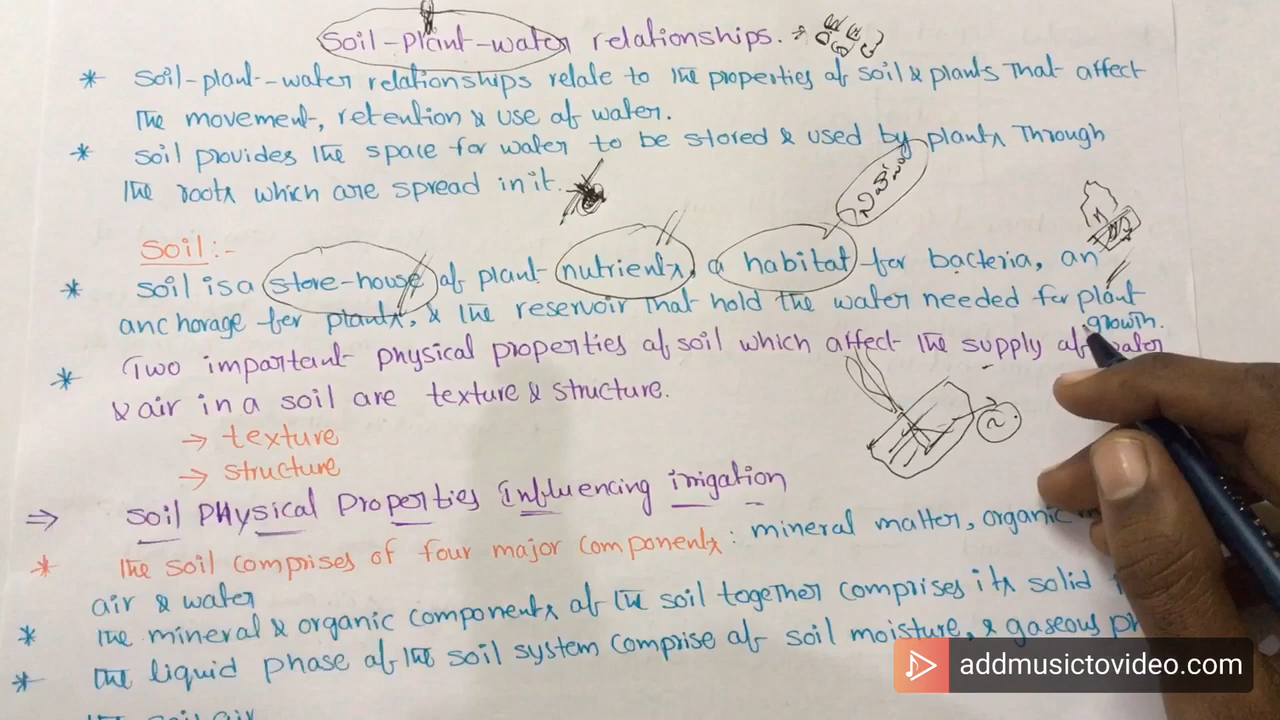 Soil-plant-water relationships.
* Soil-plant-water relationships relate to the properties of soil & plants that affect
the movement, retention & use of water.
* Soil provides the space for water to be stored & used by plants through
the roots which are spread in it.
Soil:-
* Soil is a store-house of plant nutrients, a habitat for bacteria, an
anchorage for plants, & the reservoir that hold the water needed for plant
growth.
* Two important physical properties of soil which affect the supply of water
& air in a soil are texture & structure.
→ texture
→ structure
⇒ Soil Physical Properties Influencing irrigation
* The soil comprises of four major components: mineral matter, organic
air & water
* The mineral & organic components of the soil together comprises its solid
* The liquid phase of the soil system comprise of soil moisture, & gaseous
the soil air
addmusictovideo.com